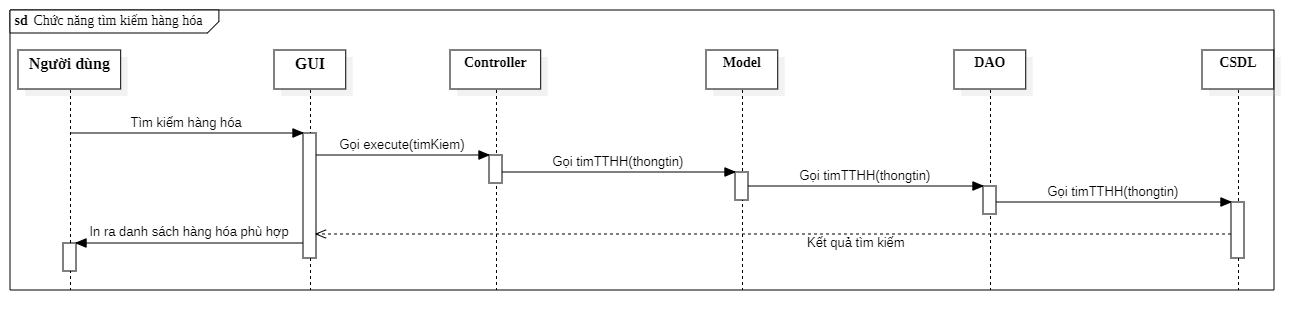 sd Chức năng tìm kiếm hàng hóa
Người dùng
GUI
Controller
Model
DAO
CSDL
Tìm kiếm hàng hóa
Gọi execute(timKiem)
Gọi timTTHH(thongtin)
Gọi timTTHH(thongtin)
Gọi timTTHH(thongtin)
In ra danh sách hàng hóa phù hợp
Kết quả tìm kiếm